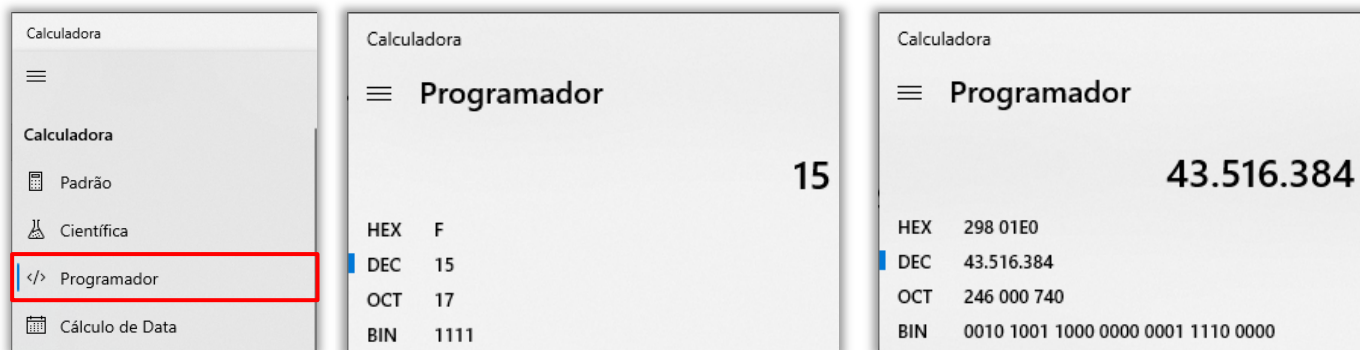 Calculadora
Calculadora
Padrão
Científica
</> Programador
Cálculo de Data
Calculadora
Programador
15
HEX F
DEC 15
OCT 17
BIN 1111
Calculadora
Programador
43.516.384
HEX 298 01E0
DEC 43.516.384
OCT 246 000 740
BIN 0010 1001 1000 0000 0001 1110 0000